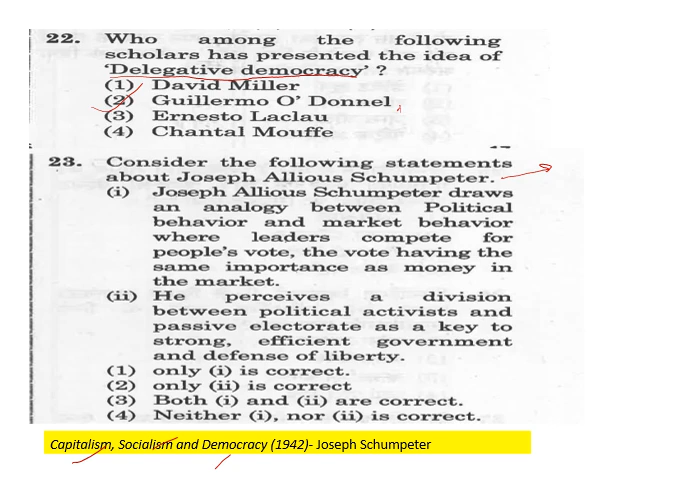 22. Who among the following
scholars has presented the idea of
‘Delegative democracy’ ?
(1) David Miller
(2) Guillermo O’ Donnel
(3) Ernesto Laclau
(4) Chantal Mouffe
23. Consider the following statements
about Joseph Allious Schumpeter.
(i) Joseph Allious Schumpeter draws
an analogy between Political
behavior and market behavior
where leaders compete for
people’s vote, the vote having the
same importance as money in
the market.
(ii) He perceives a division
between political activists and
passive electorate as a key to
strong, efficient government
and defense of liberty.
(1) only (i) is correct.
(2) only (ii) is correct
(3) Both (i) and (ii) are correct.
(4) Neither (i), nor (ii) is correct.
Capitalism, Socialism and Democracy (1942)- Joseph Schumpeter